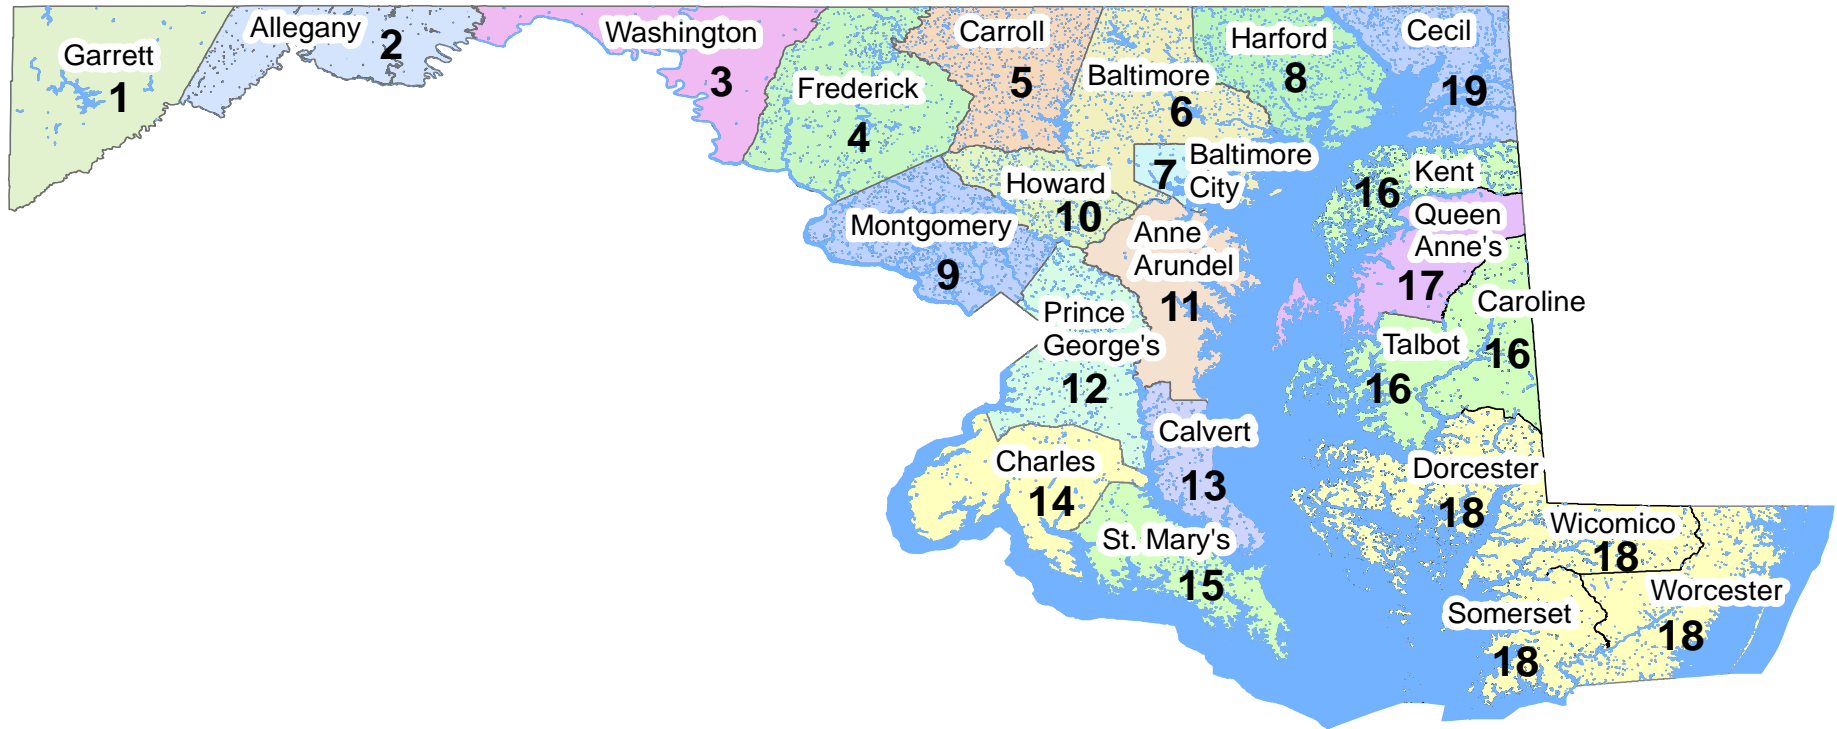 Garrett
1
Allegany
2
Washington
3
Frederick
4
Carroll
5
Baltimore
6
Baltimore
City
7
Harford
8
Cecil
19
Montgomery
9
Howard
10
Anne
Arundel
11
Prince
George's
12
Calvert
13
Charles
14
St. Mary's
15
Kent
16
Queen
Anne's
17
Caroline
16
Talbot
16
Dorcester
18
Wicomico
18
Somerset
18
Worcester
18